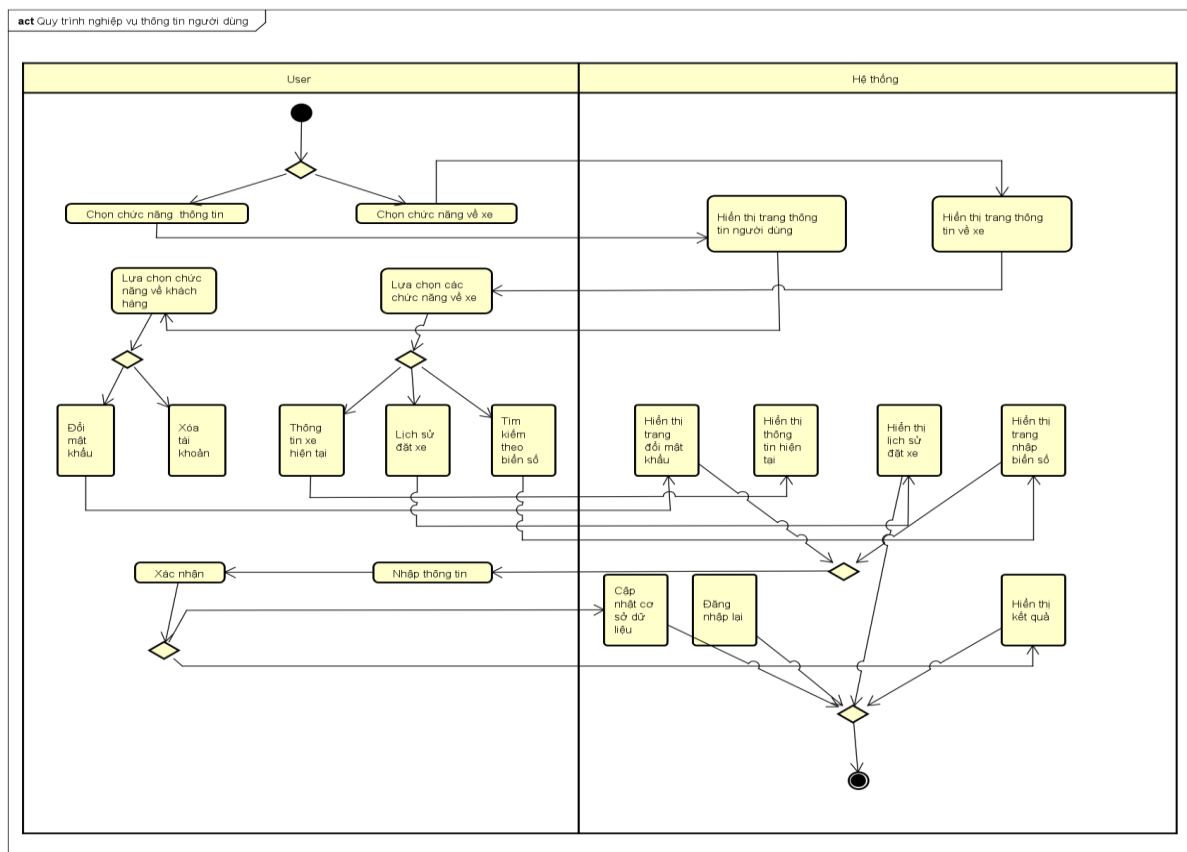 act Quy trình nghiệp vụ thông tin người dùng
User
Hệ thống
Chọn chức năng thông tin
Chọn chức năng về xe
Hiển thị trang thông
tin người dùng
Hiển thị trang thông
tin về xe
Lựa chọn chức
năng về khách
hàng
Lựa chọn các
chức năng về xe
Đổi
mật
khẩu
Xóa
tài
khoản
Thông
tin xe
hiện tại
Lịch sử
đặt xe
Tìm
kiếm
theo
biển số
Hiển thị
trang
đổi mật
khẩu
Hiển thị
thông
tin hiện
tại
Hiển thị
lịch sử
đặt xe
Hiển thị
trang
nhập
biển số
Xác nhận
Nhập thông tin
Cập
nhật cơ
sở dữ
liệu
Đăng
nhập lại
Hiển thị
kết quả